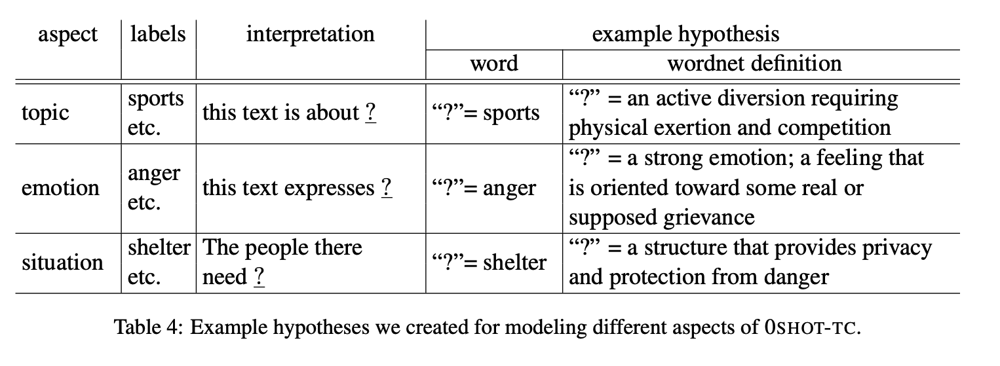 aspect labels interpretation example hypothesis
word wordnet definition
topic sports etc. this text is about ? “?”= sports “?” = an active diversion requiring
physical exertion and competition
emotion anger etc. this text expresses ? “?”= anger “?” = a strong emotion; a feeling that
is oriented toward some real or
supposed grievance
situation shelter etc. The people there need ? “?”= shelter “?” = a structure that provides privacy
and protection from danger
Table 4: Example hypotheses we created for modeling different aspects of 0SHOT-TC.